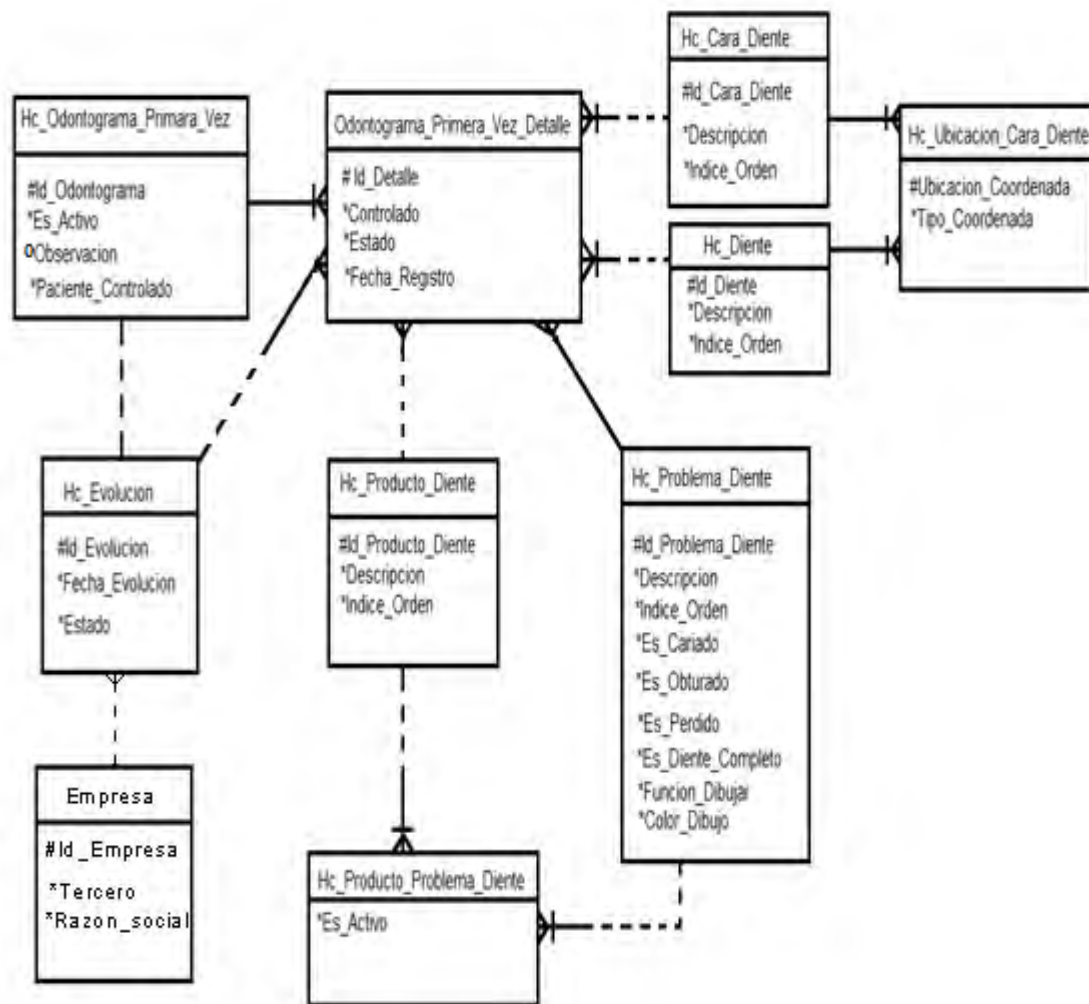 Hc_Odontograma_Primara_Vez
#Id_Odontograma
*Es_Activo
oObservacion
*Paciente_Controlado
Odontograma_Primera_Vez_Detalle
# Id_Detalle
*Controlado
*Estado
*Fecha_Registro
Hc_Cara_Diente
#Id_Cara_Diente
*Descripcion
*Indice_Orden
Hc_Ubicacion_Cara_Diente
#Ubicacion_Coordenada
*Tipo_Coordenada
Hc_Diente
#Id_Diente
*Descripcion
*Indice_Orden
Hc_Evolucion
#Id_Evolucion
*Fecha_Evolucion
*Estado
Hc_Producto_Diente
#Id_Producto_Diente
*Descripcion
*Indice_Orden
Hc_Problema_Diente
#Id_Problema_Diente
*Descripcion
*Indice_Orden
*Es_Cariado
*Es_Obturado
*Es_Perdido
*Es_Diente_Completo
*Funcion_Dibujar
*Color_Dibujo
Empresa
#Id_Empresa
*Tercero
*Razon_social
Hc_Producto_Problema_Diente
*Es_Activo